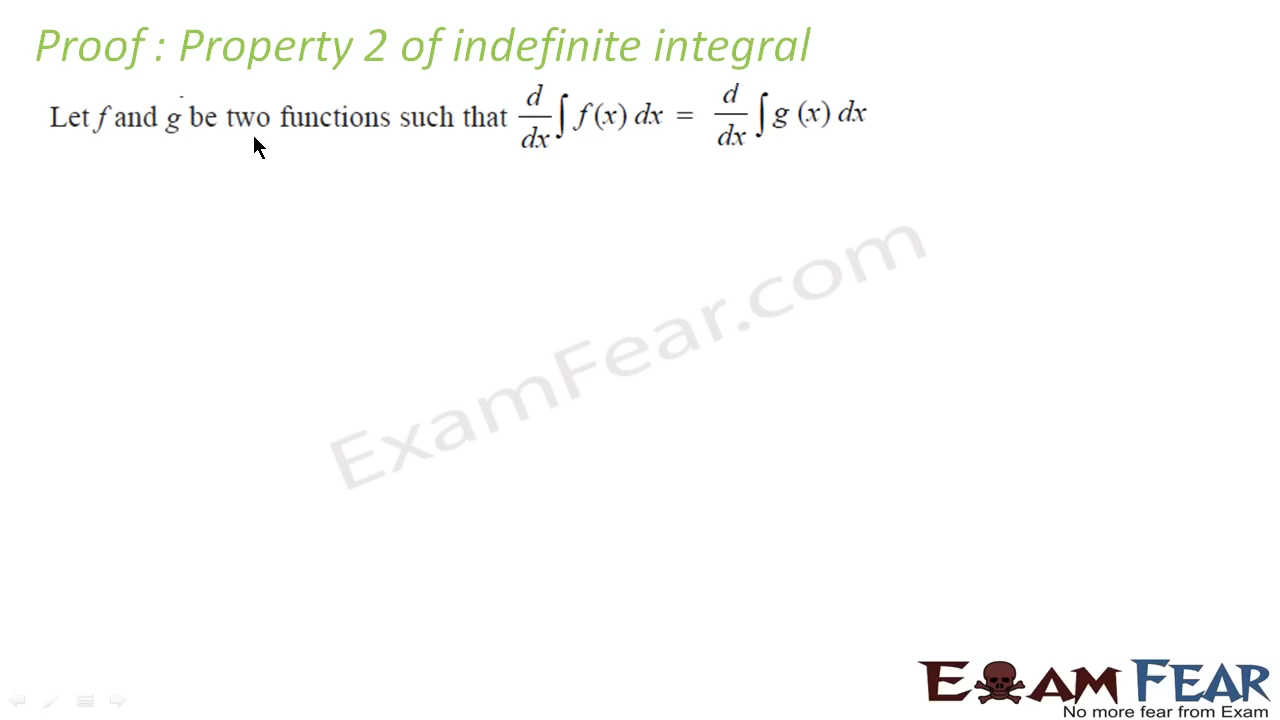 Proof : Property 2 of indefinite integral
Let f and g be two functions such that d/dx ∫ f (x) dx = d/dx ∫ g (x) dx
ExamFear.com
EXAM FEAR
No more fear from Exam